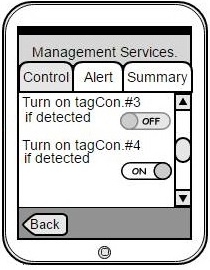 Management Services.
Control Alert Summary
Turn on tagCon.#3
if detected
OFF
Turn on tagCon.#4
if detected
ON
Back